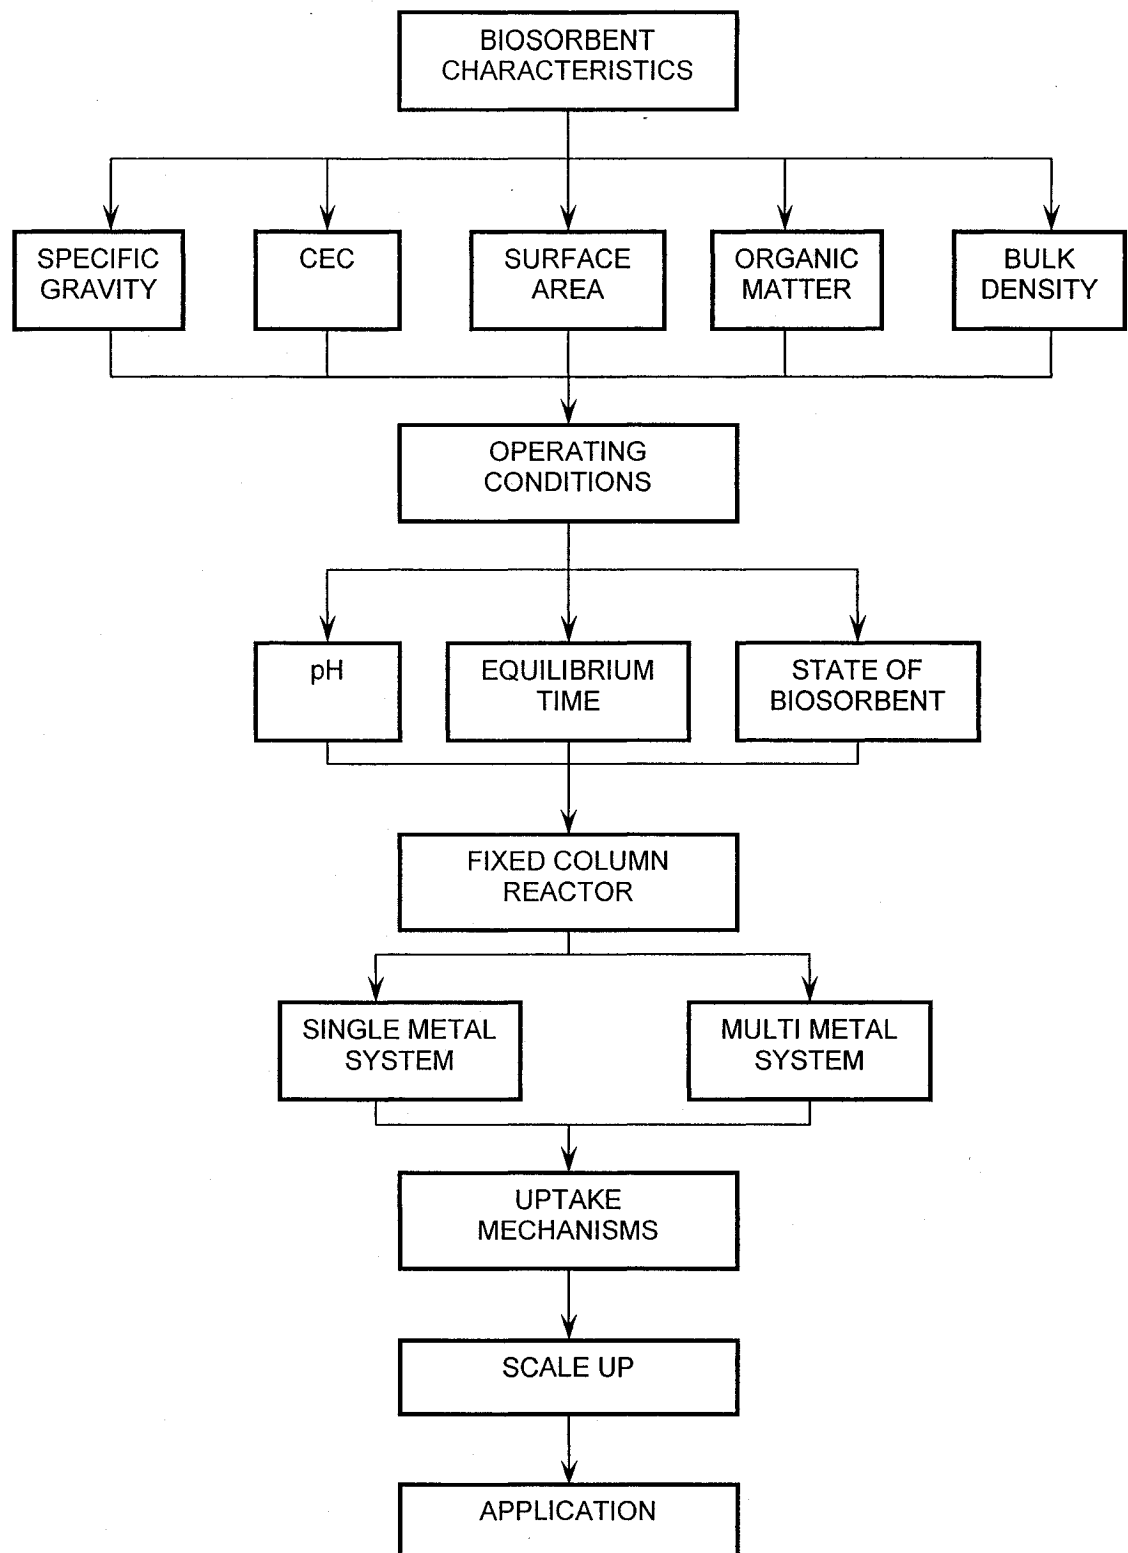 BIOSORBENT
CHARACTERISTICS
SPECIFIC
GRAVITY
CEC
SURFACE
AREA
ORGANIC
MATTER
BULK
DENSITY
OPERATING
CONDITIONS
pH
EQUILIBRIUM
TIME
STATE OF
BIOSORBENT
FIXED COLUMN
REACTOR
SINGLE METAL
SYSTEM
MULTI METAL
SYSTEM
UPTAKE
MECHANISMS
SCALE UP
APPLICATION